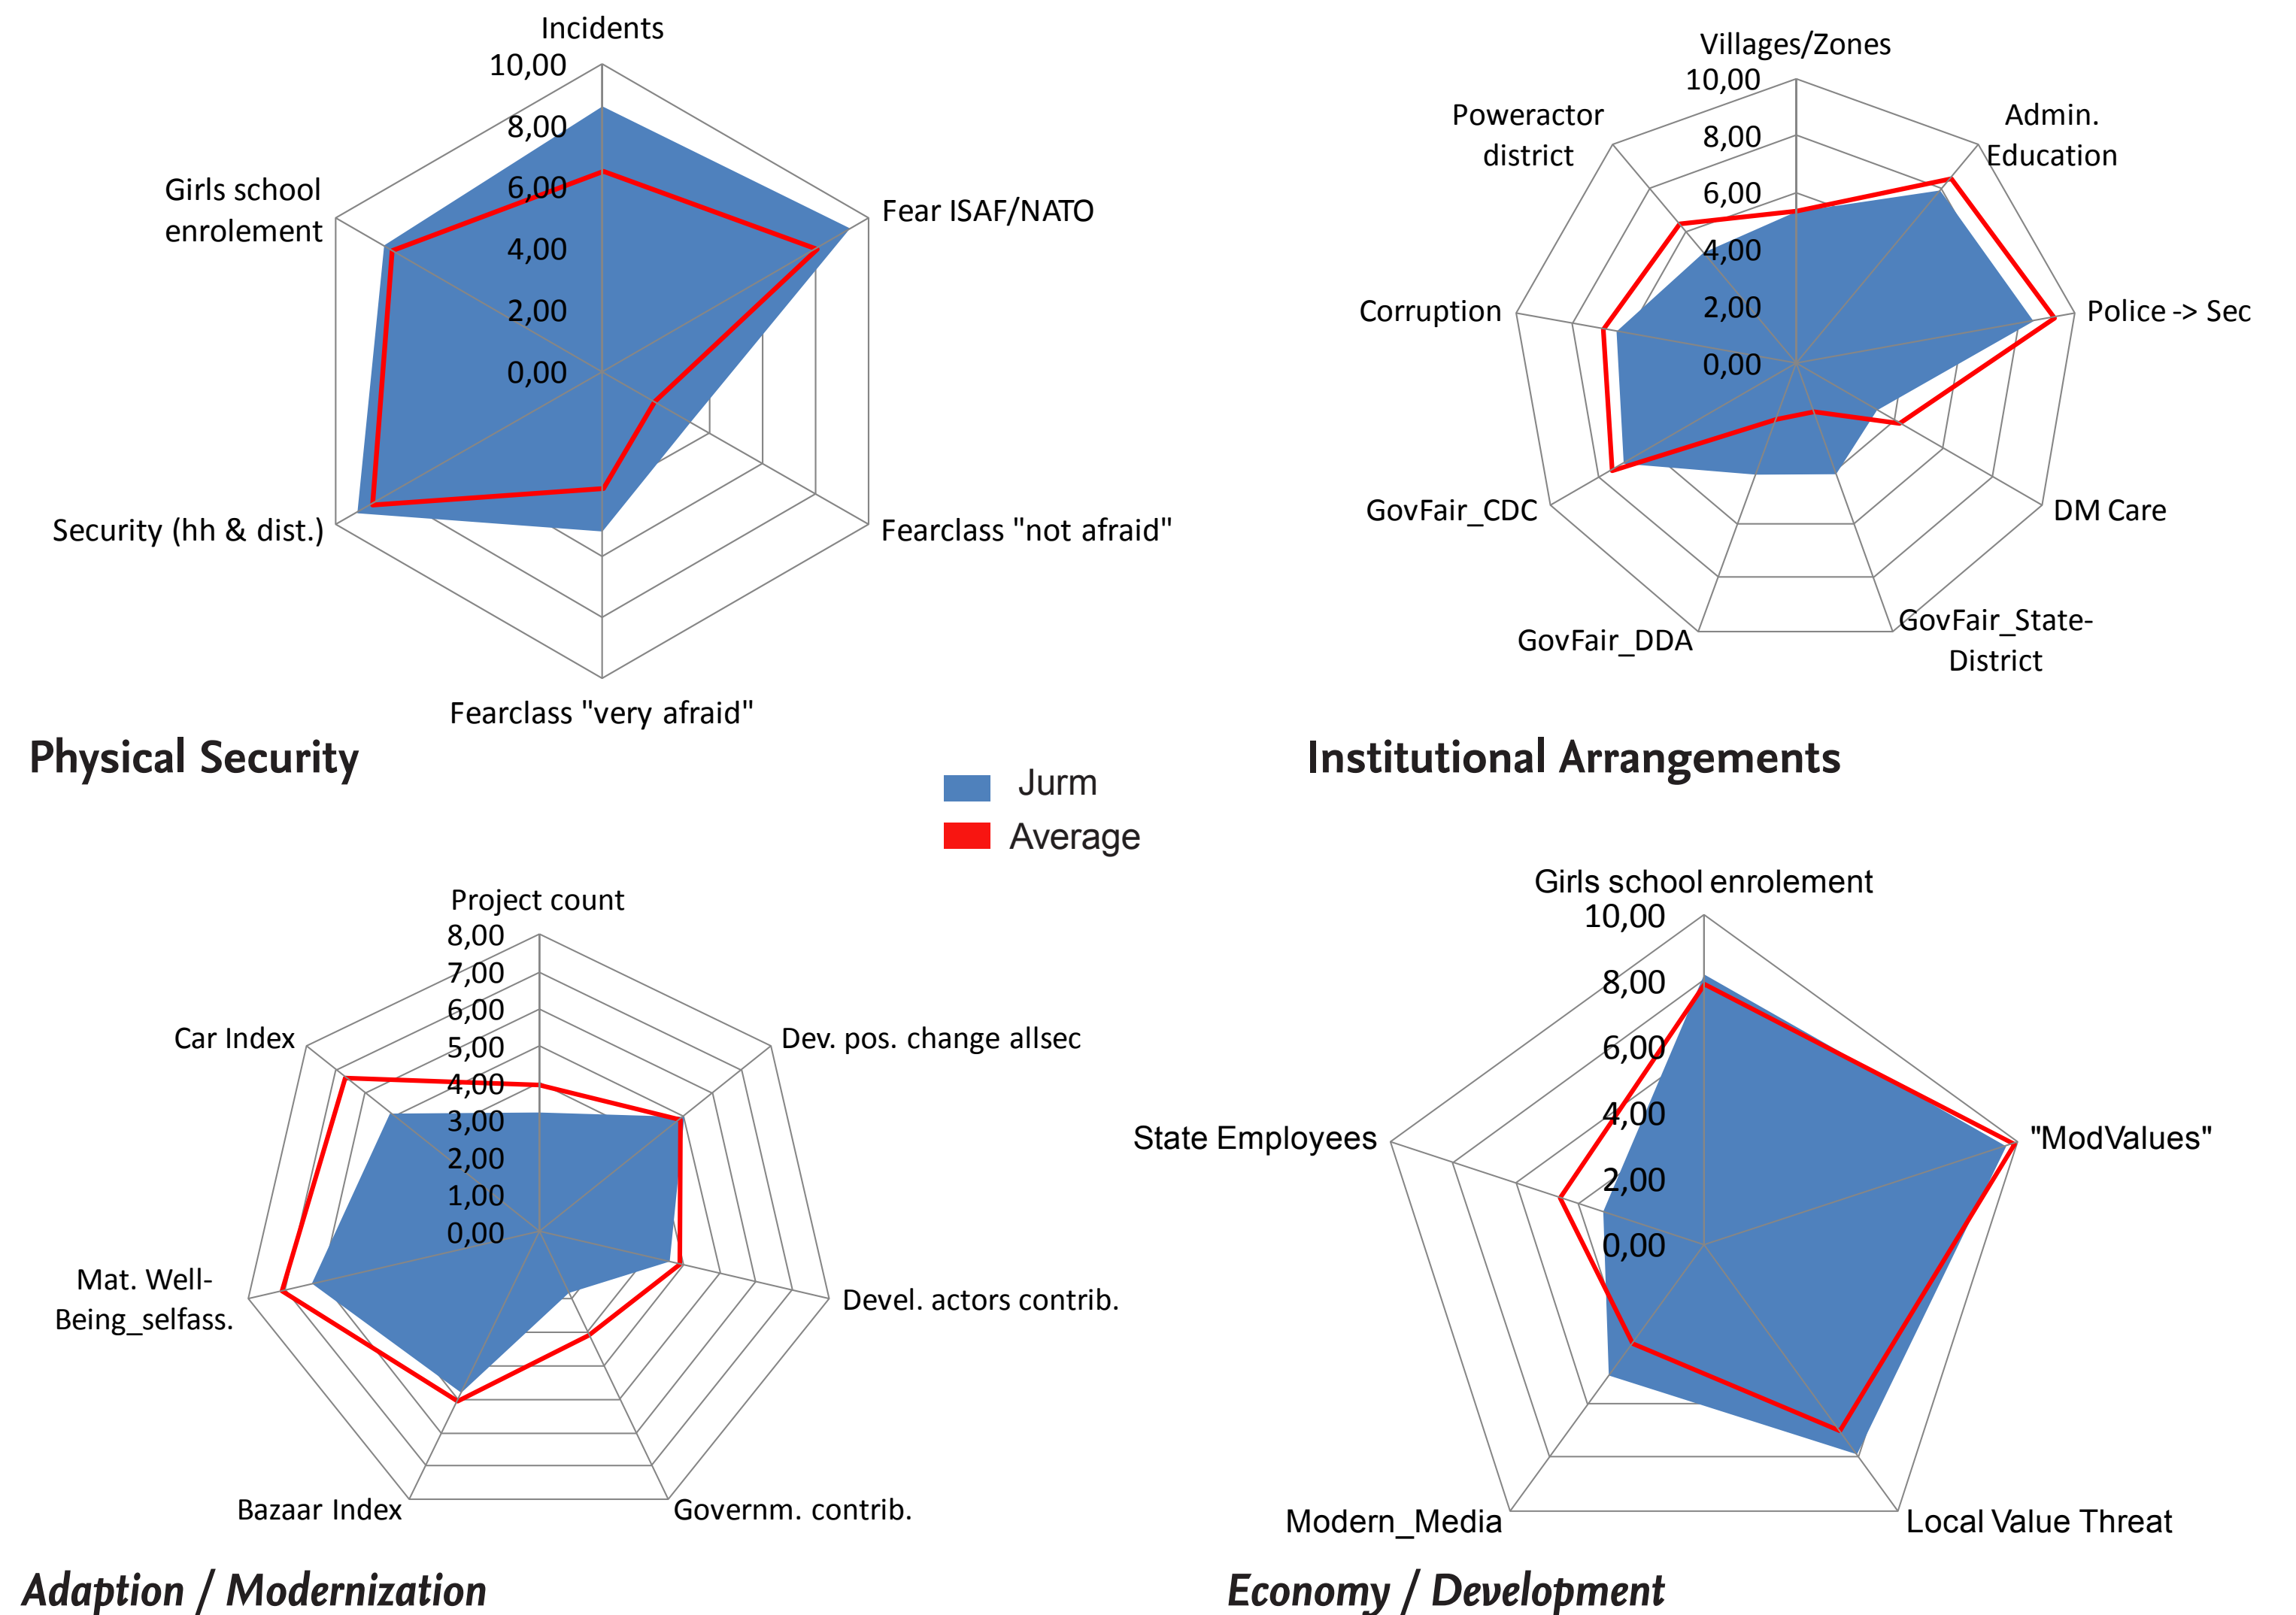 Incidents
10,00
8,00
6,00
4,00
2,00
0,00
Girls school
enrolement
Fear ISAF/NATO
Security (hh & dist.)
Fearclass "not afraid"
Fearclass "very afraid"
Physical Security
Villages/Zones
10,00
8,00
6,00
4,00
2,00
0,00
Poweractor
district
Admin.
Education
Corruption
Police -> Sec
GovFair_CDC
DM Care
GovFair_DDA
GovFair_State-
District
Institutional Arrangements
Jurm
Average
Project count
8,00
7,00
6,00
5,00
4,00
3,00
2,00
1,00
0,00
Car Index
Dev. pos. change allsec
Mat. Well-
Being_selfass.
Devel. actors contrib.
Bazaar Index
Governm. contrib.
Adaption / Modernization
Girls school enrolement
10,00
8,00
6,00
4,00
2,00
0,00
State Employees
"ModValues"
Modern_Media
Local Value Threat
Economy / Development